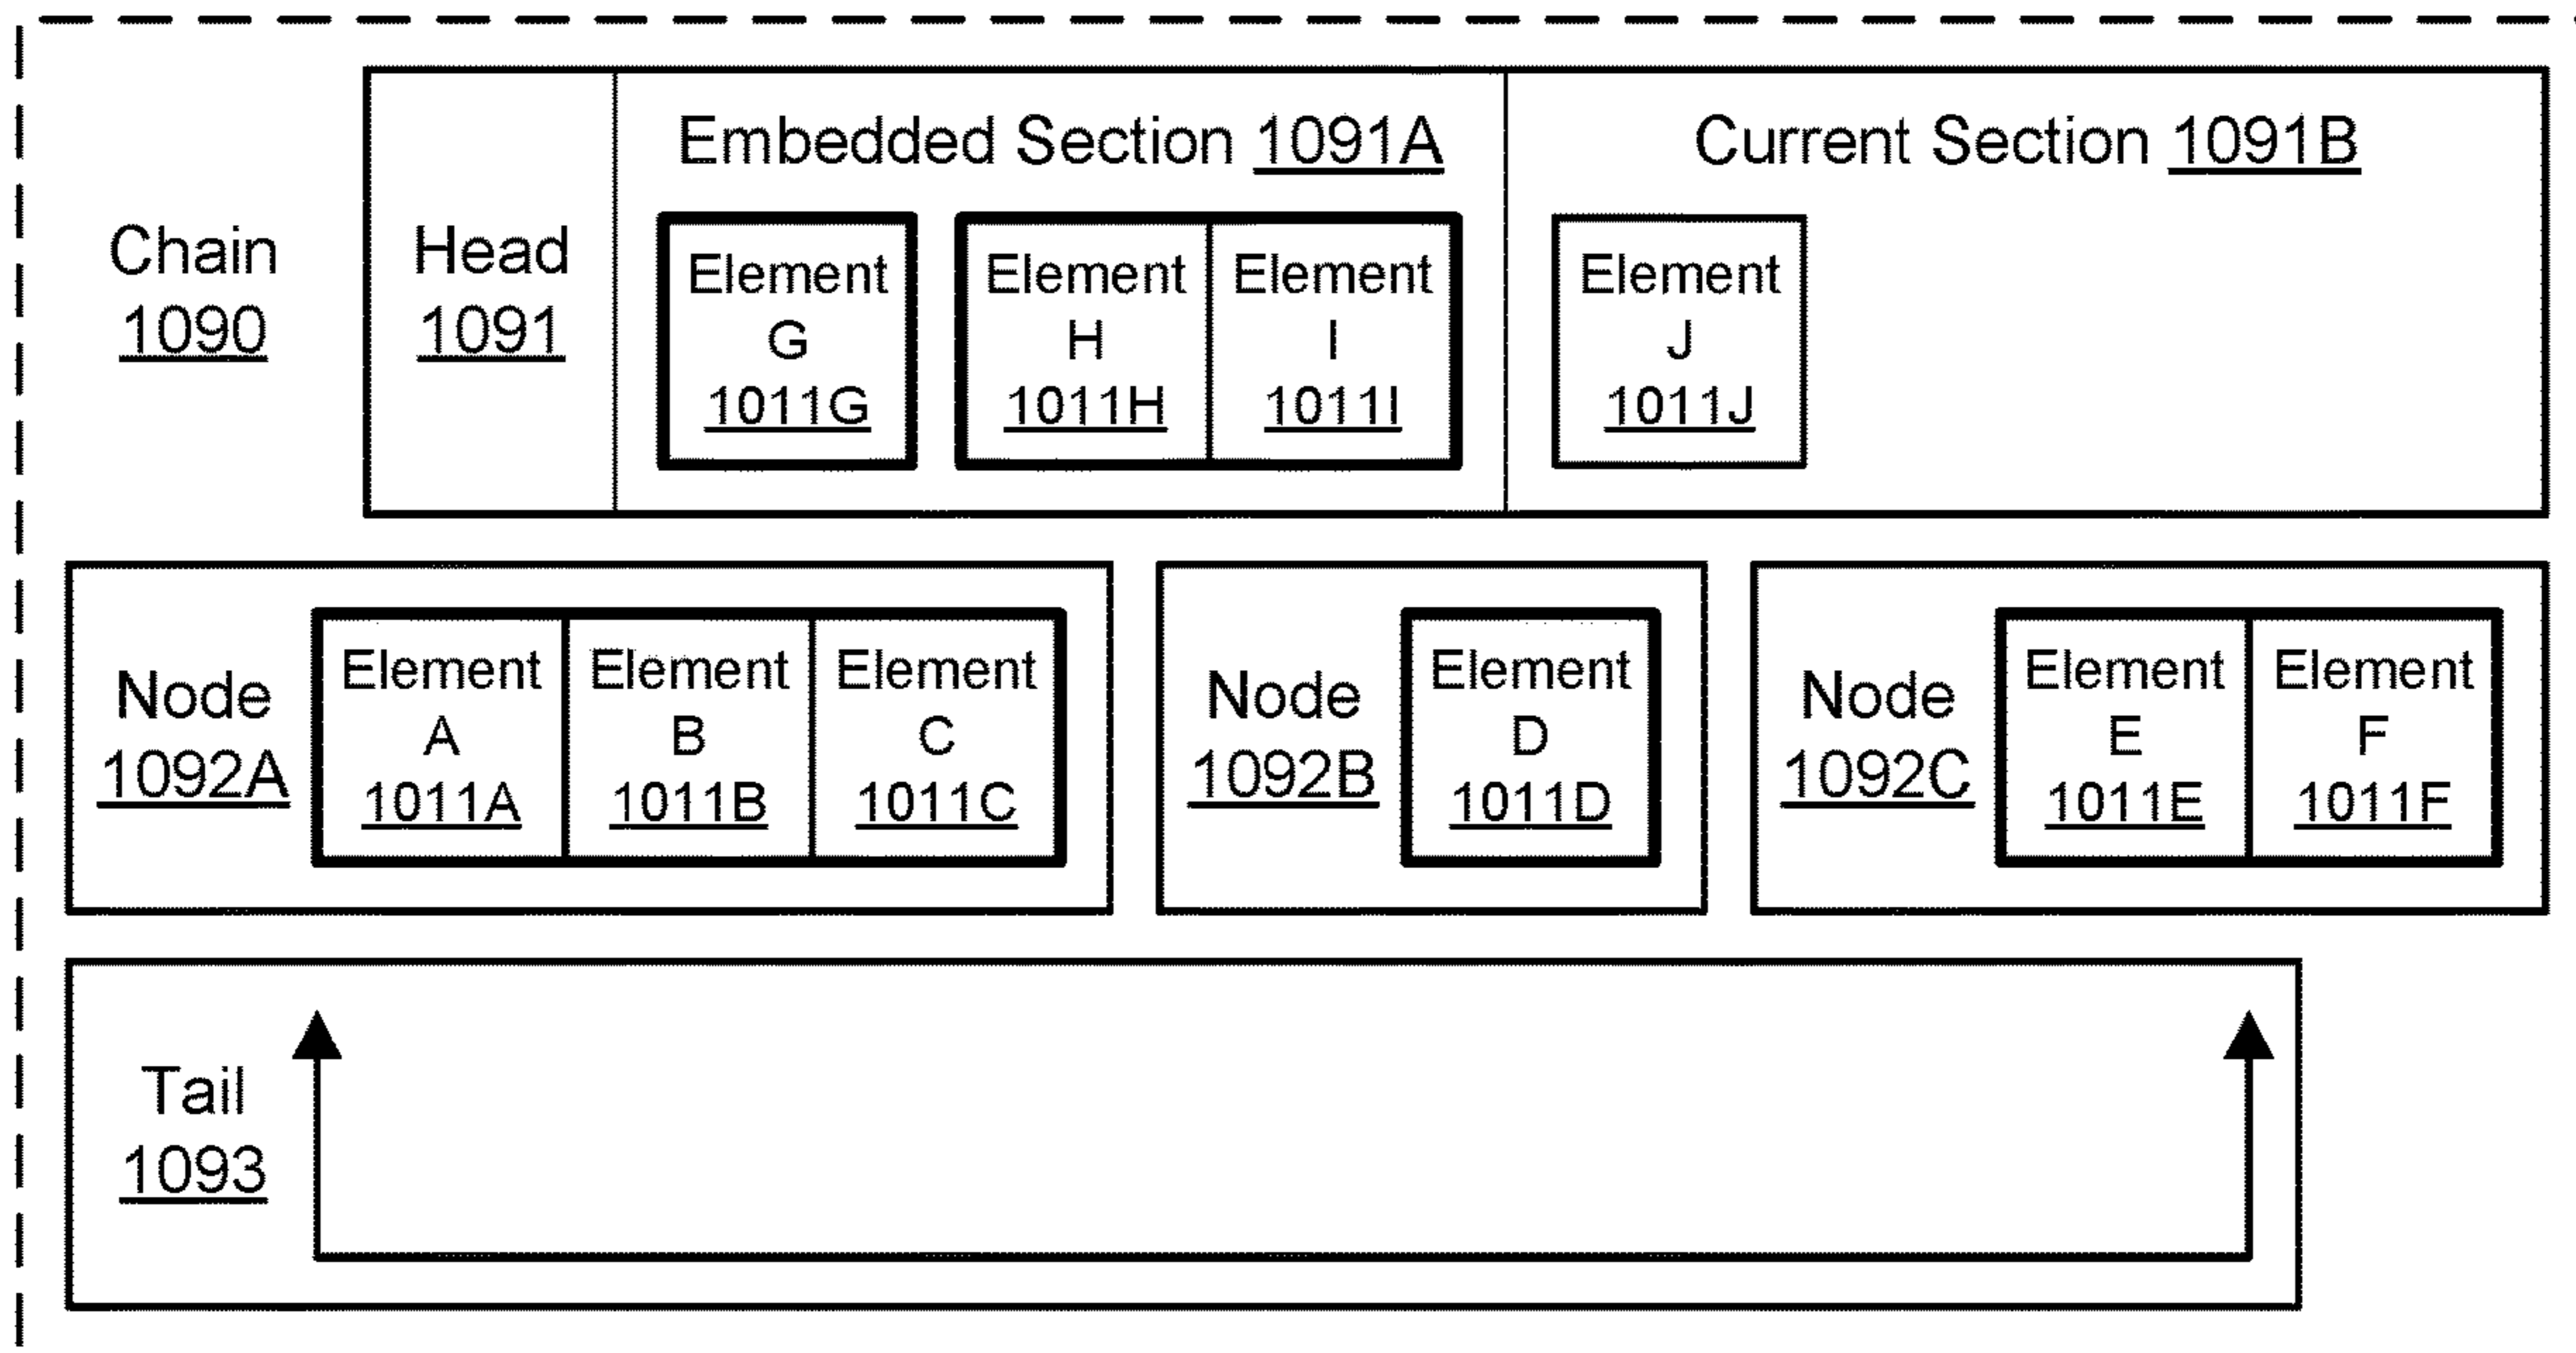 Chain
1090
Head
1091
Embedded Section 1091A
Element
G
1011G
Element
H
1011H
Element
I
1011I
Current Section 1091B
Element
J
1011J
Node
1092A
Element
A
1011A
Element
B
1011B
Element
C
1011C
Node
1092B
Element
D
1011D
Node
1092C
Element
E
1011E
Element
F
1011F
Tail
1093